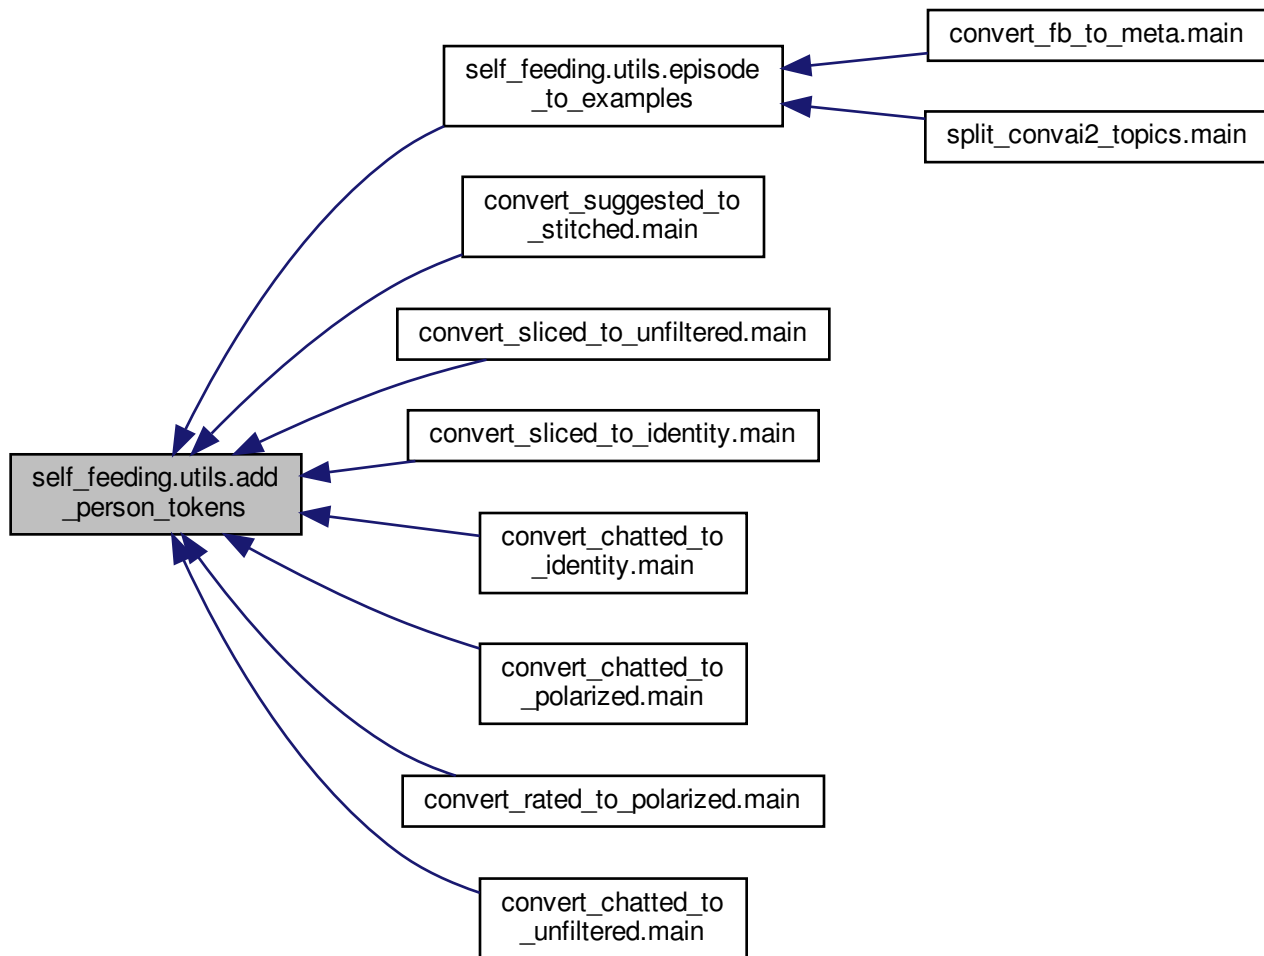 convert_fb_to_meta.main
self_feeding.utils.episode
_to_examples
split_convai2_topics.main
convert_suggested_to
_stitched.main
convert_sliced_to_unfiltered.main
convert_sliced_to_identity.main
self_feeding.utils.add
_person_tokens
convert_chatted_to
_identity.main
convert_chatted_to
_polarized.main
convert_rated_to_polarized.main
convert_chatted_to
_unfiltered.main